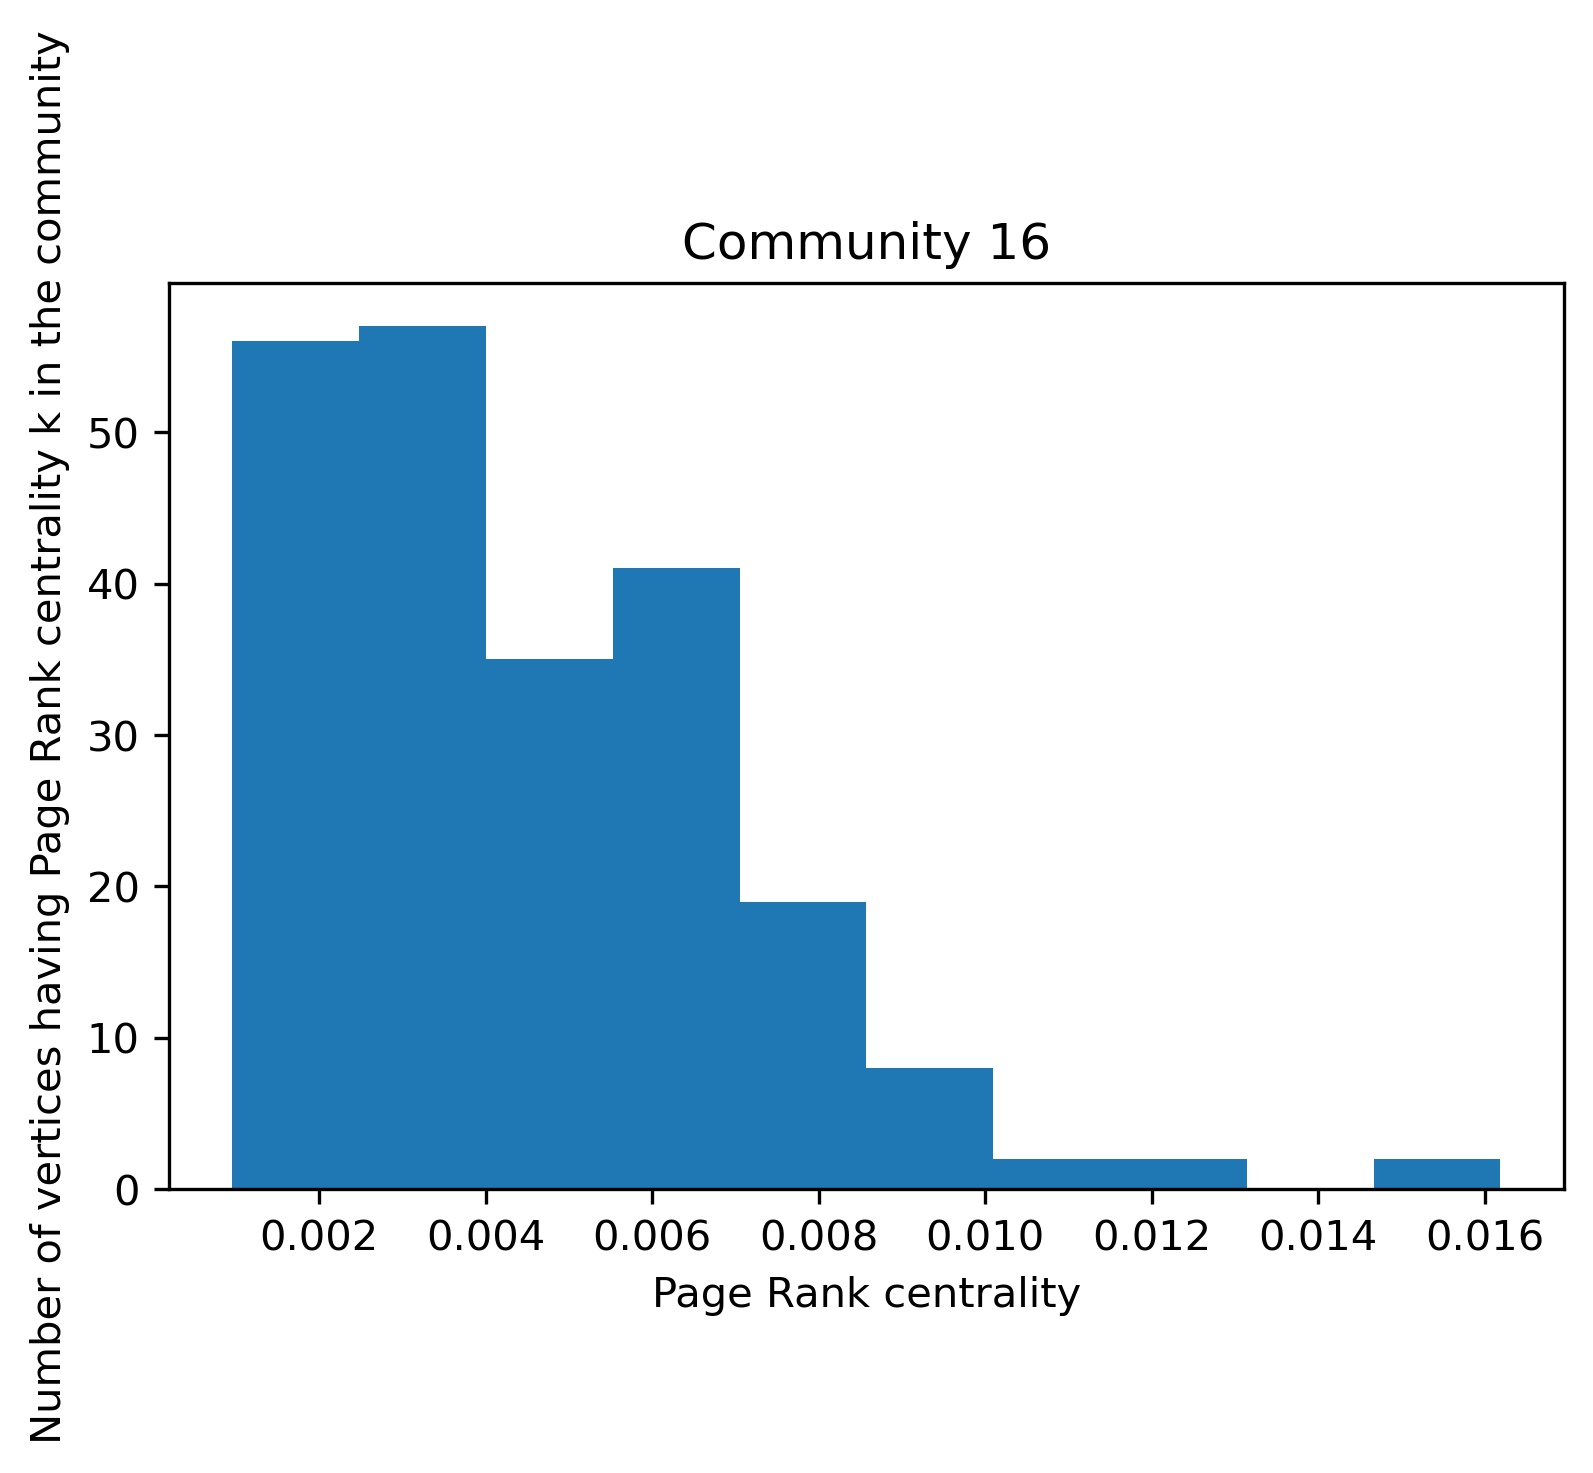 Community 16
Number of vertices having Page Rank centrality k in the community
50
40
30
20
10
0
0.002 0.004 0.006 0.008 0.010 0.012 0.014 0.016
Page Rank centrality